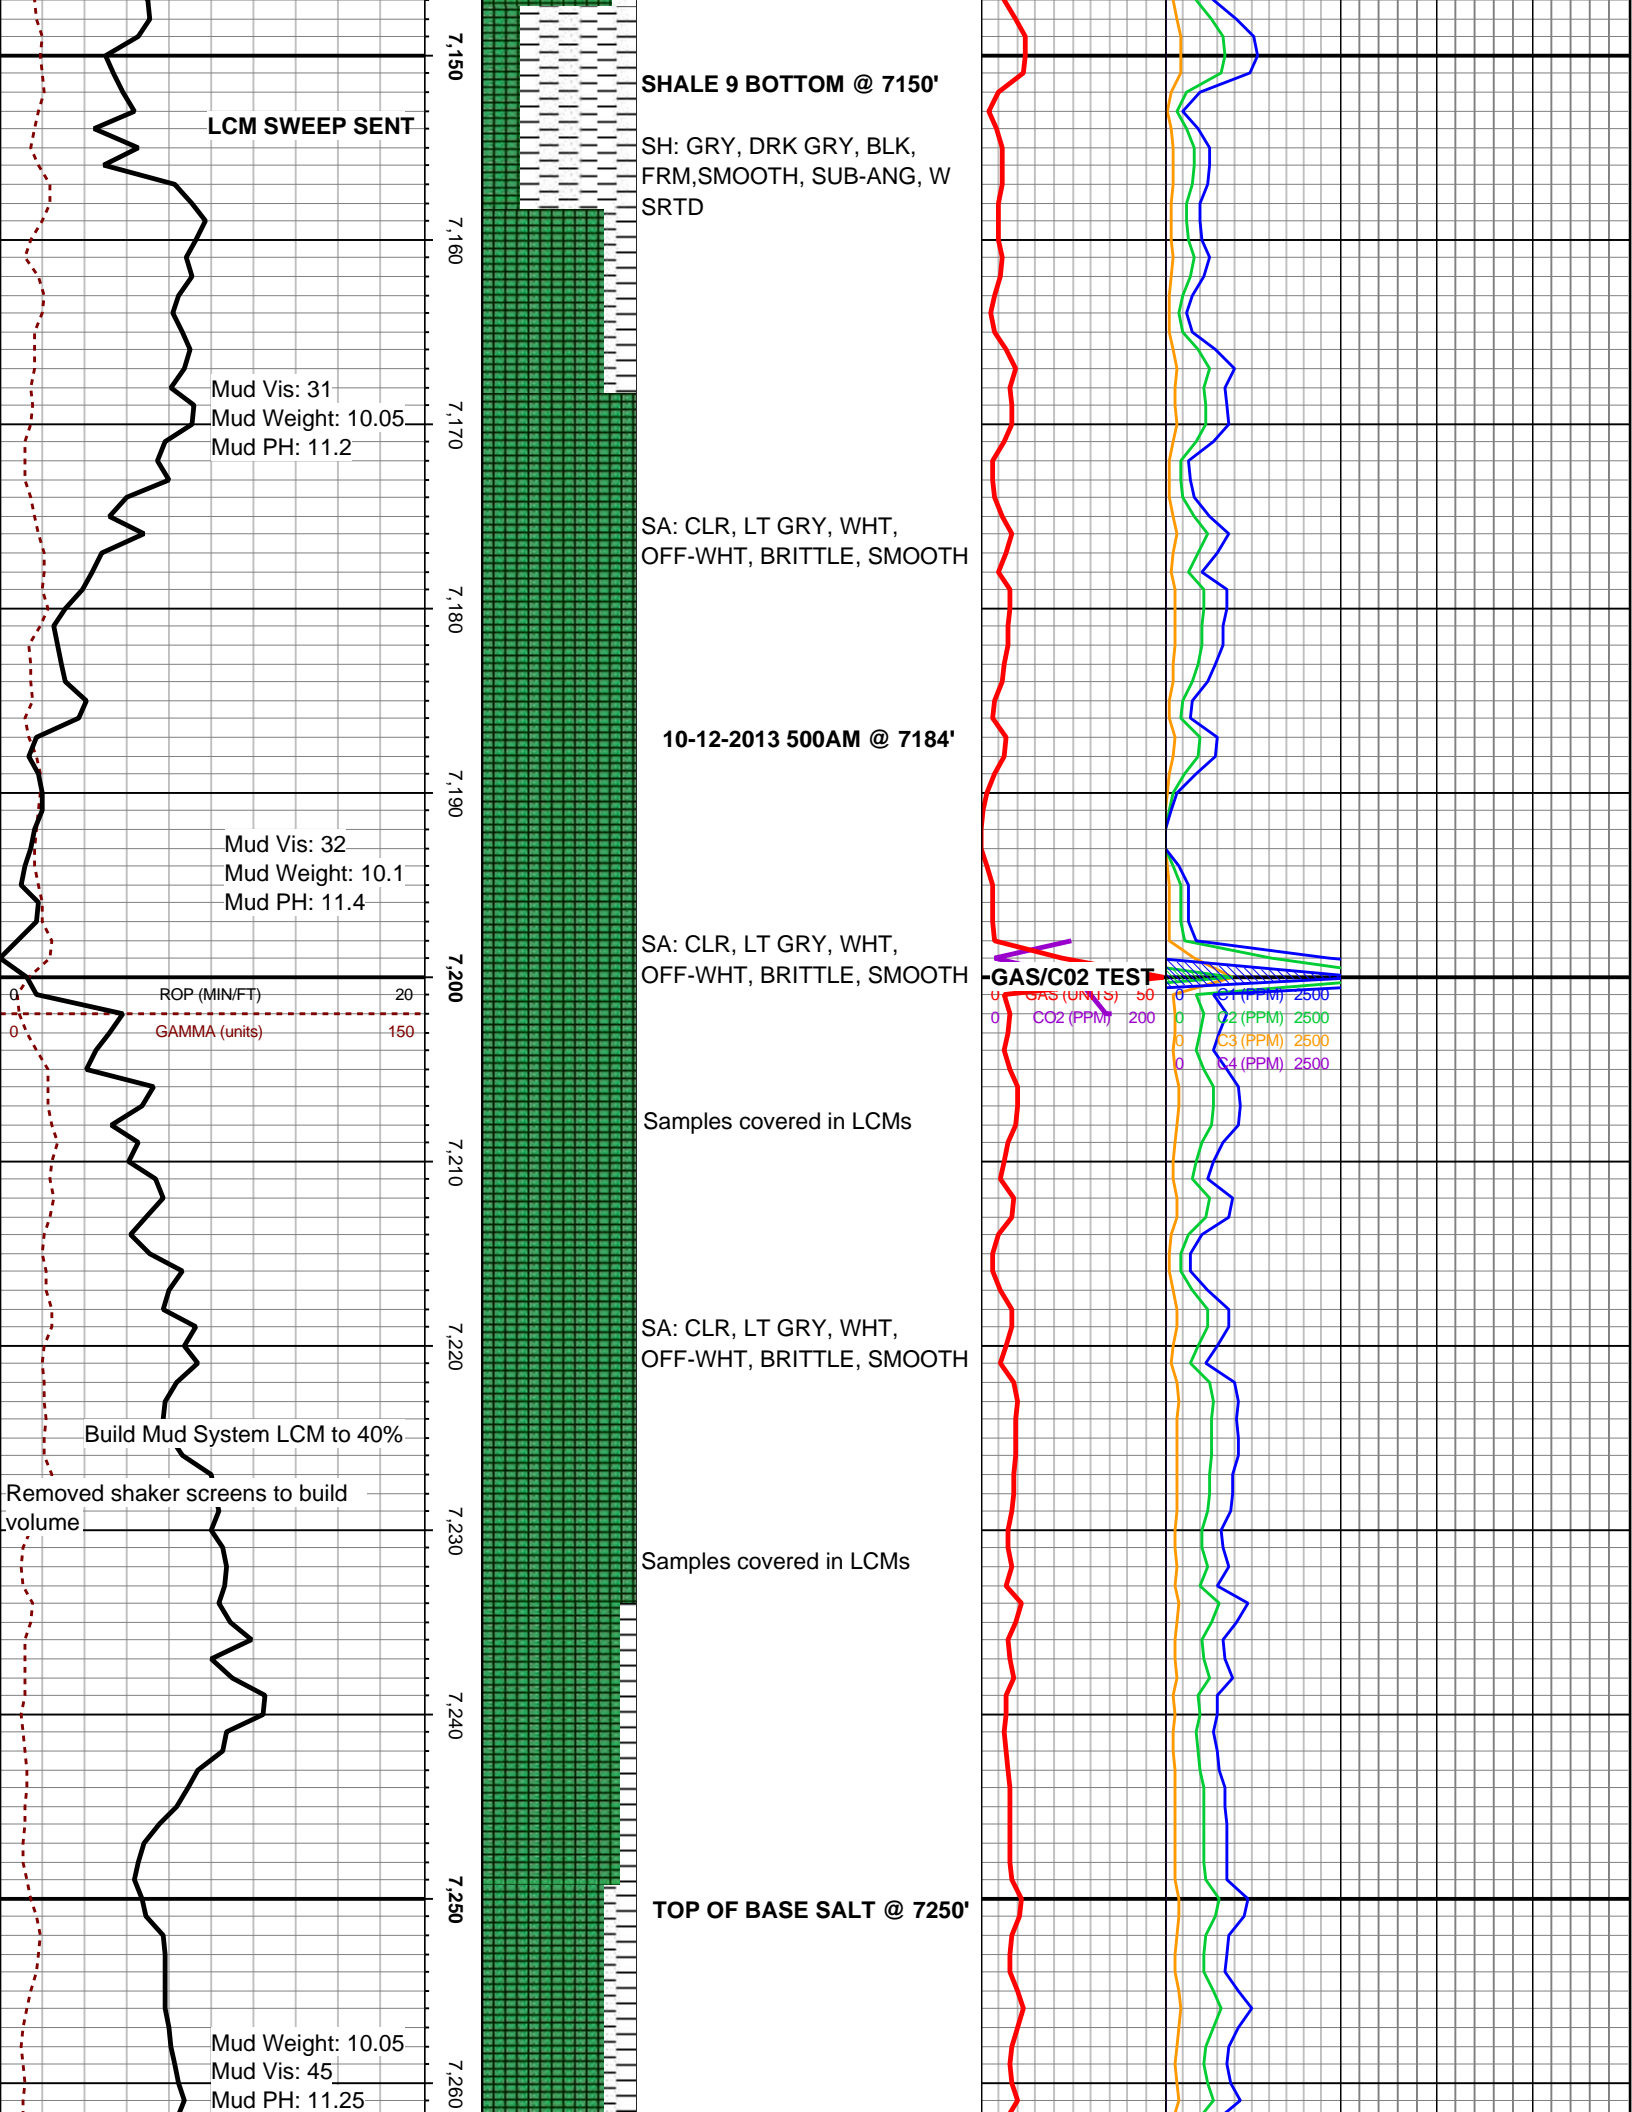 7,150
SHALE 9 BOTTOM @ 7150'
LCM SWEEP SENT
SH: GRY, DRK GRY, BLK,
FRM,SMOOTH, SUB-ANG, W
SRTD
7,160
Mud Vis: 31
Mud Weight: 10.05
Mud PH: 11.2
7,170
SA: CLR, LT GRY, WHT,
OFF-WHT, BRITTLE, SMOOTH
7,180
10-12-2013 500AM @ 7184'
7,190
Mud Vis: 32
Mud Weight: 10.1
Mud PH: 11.4
SA: CLR, LT GRY, WHT,
OFF-WHT, BRITTLE, SMOOTH
7,200
GAS/C02 TEST
0 ROP (MIN/FT) 20
0 GAMMA (units) 150
0 GAS (UNITS) 50
0 CO2 (PPM) 200
0 C1 (PPM) 2500
0 C2 (PPM) 2500
0 C3 (PPM) 2500
0 C4 (PPM) 2500
Samples covered in LCMs
7,210
SA: CLR, LT GRY, WHT,
OFF-WHT, BRITTLE, SMOOTH
7,220
Build Mud System LCM to 40%
Removed shaker screens to build
volume
7,230
Samples covered in LCMs
7,240
7,250
TOP OF BASE SALT @ 7250'
Mud Weight: 10.05
Mud Vis: 45
Mud PH: 11.25
7,260